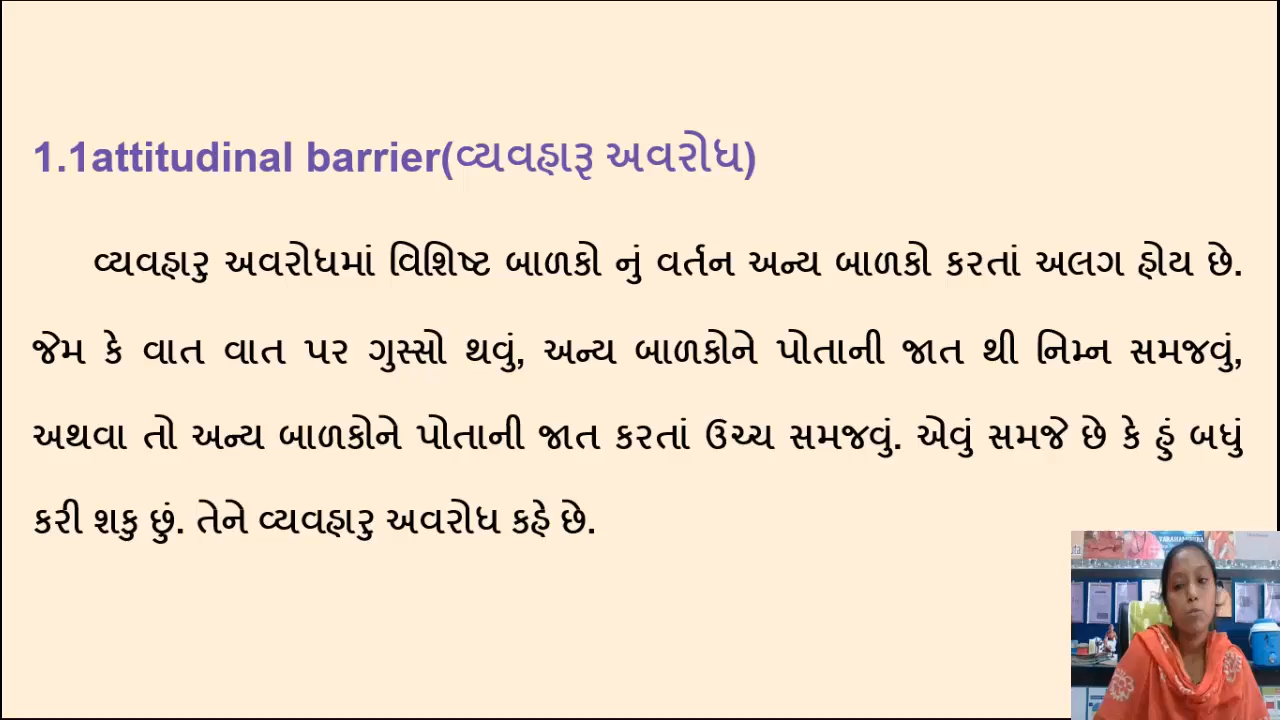 1.1attitudinal barrier(વ્યવહારૂ અવરોધ)
વ્યવહારુ અવરોધમાં વિશિષ્ટ બાળકો નું વર્તન અન્ય બાળકો કરતાં અલગ હોય છે.
જેમ કે વાત વાત પર ગુસ્સો થવું, અન્ય બાળકોને પોતાની જાત થી નિમ્ન સમજવું,
અથવા તો અન્ય બાળકોને પોતાની જાત કરતાં ઉચ્ચ સમજવું. એવું સમજે છે કે હું બધું
કરી શકુ છું. તેને વ્યવહારુ અવરોધ કહે છે.